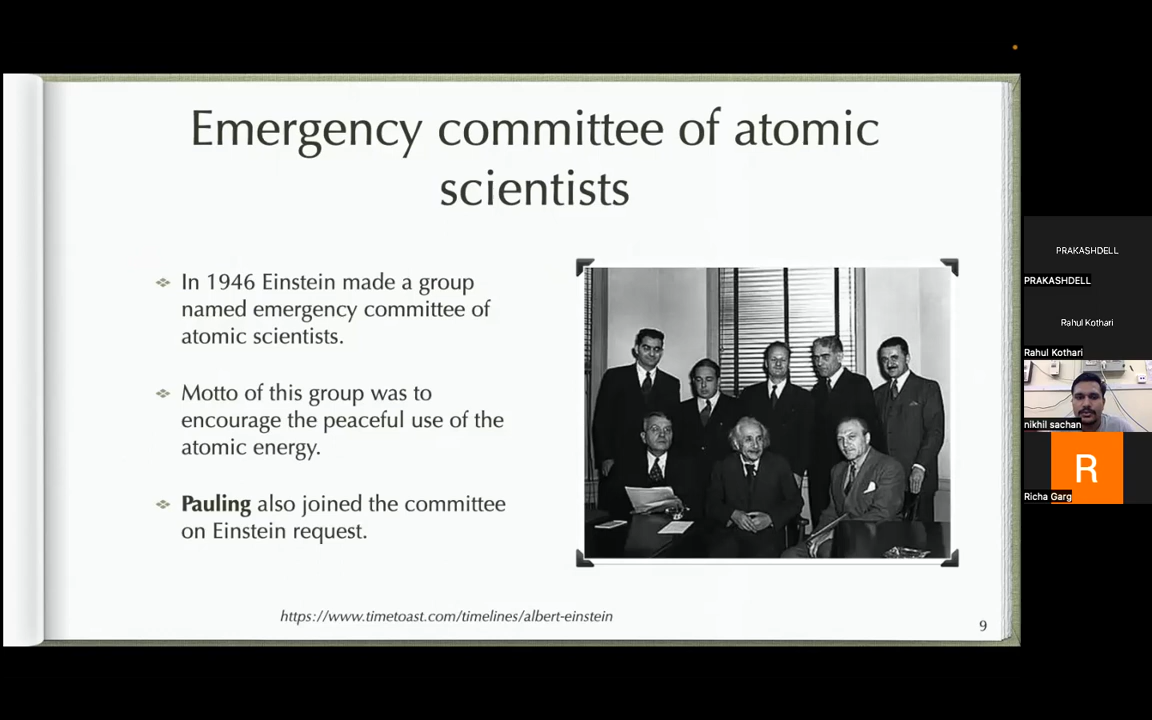 Emergency committee of atomic
scientists
In 1946 Einstein made a group
named emergency committee of
atomic scientists.
Motto of this group was to
encourage the peaceful use of the
atomic energy.
Pauling also joined the committee
on Einstein request.
https://www.timetoast.com/timelines/albert-einstein
9
PRAKASHDELL
PRAKASHDELL
Rahul Kothari
Rahul Kothari
nikhil sachan
R
Richa Garg